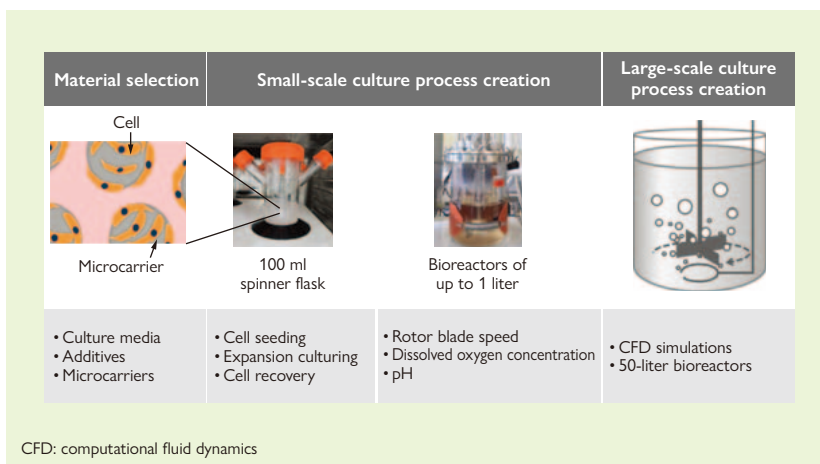 Material selection
Small-scale culture process creation
Large-scale culture
process creation
Cell
Microcarrier
100 ml
spinner flask
Bioreactors of
up to 1 liter
• Culture media
• Additives
• Microcarriers
• Cell seeding
• Expansion culturing
• Cell recovery
• Rotor blade speed
• Dissolved oxygen concentration
• pH
• CFD simulations
• 50-liter bioreactors
CFD: computational fluid dynamics